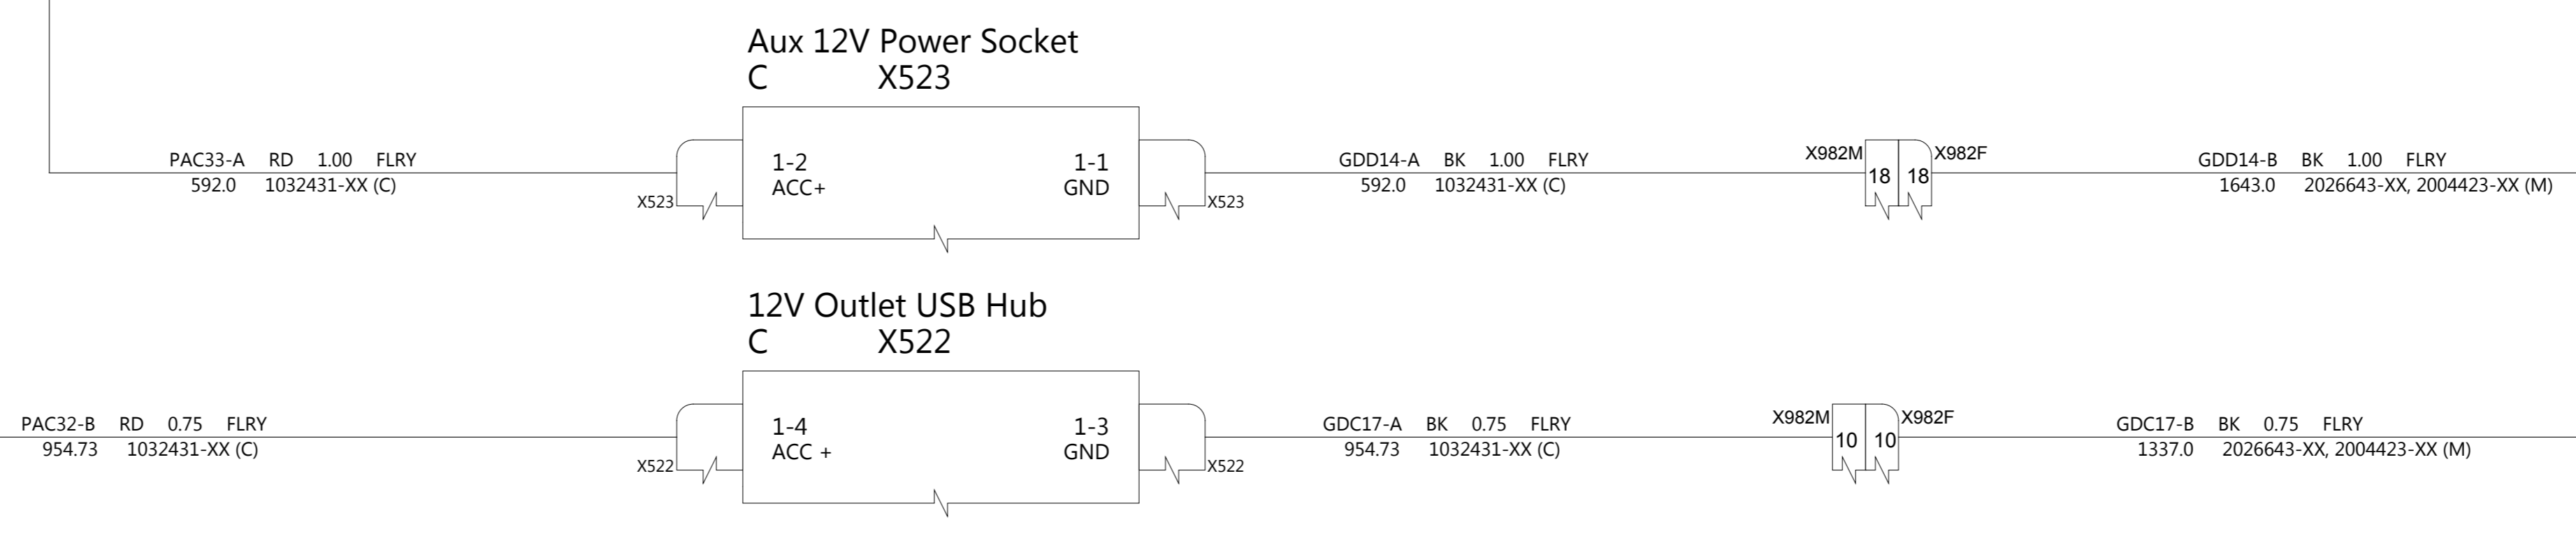 Aux 12V Power Socket
C X523
PAC33-A RD 1.00 FLRY
592.0 1032431-XX (C)
X523
1-2
ACC+
1-1
GND
X523
GDD14-A BK 1.00 FLRY
592.0 1032431-XX (C)
X982M
18
18
X982F
GDD14-B BK 1.00 FLRY
1643.0 2026643-XX, 2004423-XX (M)
12V Outlet USB Hub
C X522
PAC32-B RD 0.75 FLRY
954.73 1032431-XX (C)
X522
1-4
ACC +
1-3
GND
X522
GDC17-A BK 0.75 FLRY
954.73 1032431-XX (C)
X982M
10
10
X982F
GDC17-B BK 0.75 FLRY
1337.0 2026643-XX, 2004423-XX (M)